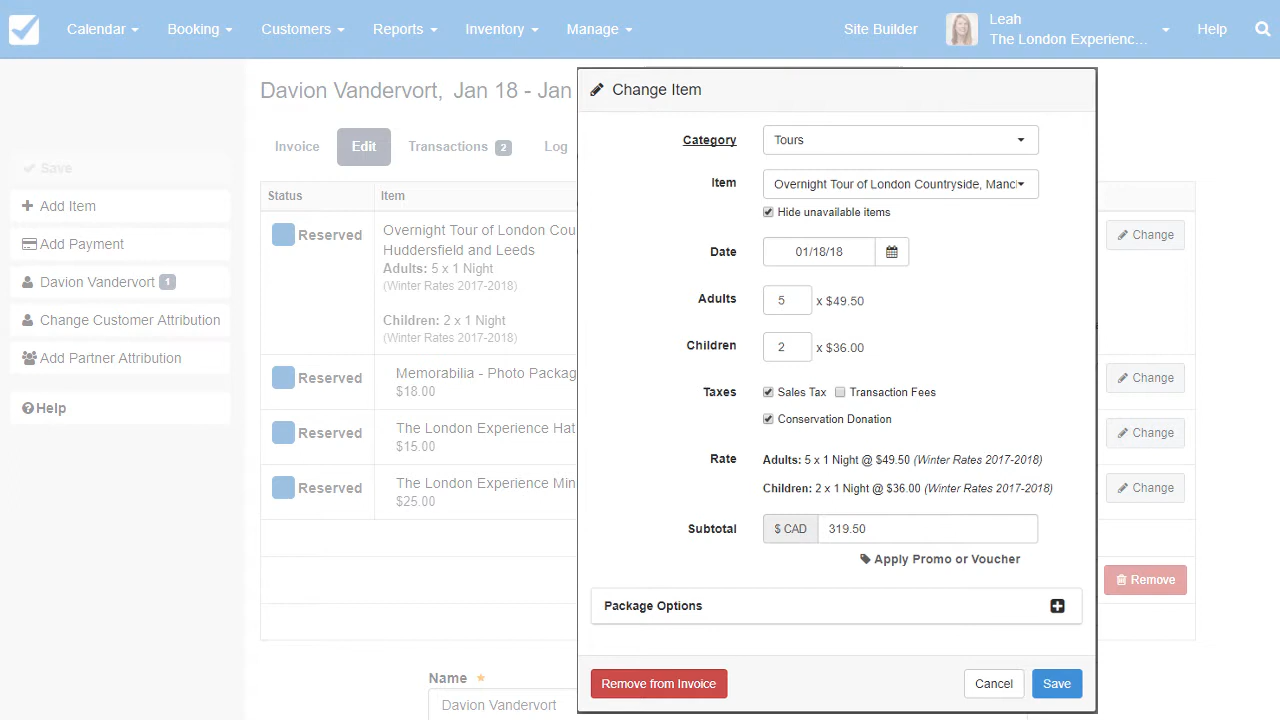 Calendar Booking Customers Reports Inventory Manage Site Builder Leah Help
The London Experienc...
Davion Vandervort, Jan 18 - Jan
Invoice Edit Transactions 2 Log
Save
Add Item
Add Payment
Davion Vandervort 1
Change Customer Attribution
Add Partner Attribution
Help
Status Item
Reserved Overnight Tour of London Cou
Huddersfield and Leeds
Adults: 5 x 1 Night
(Winter Rates 2017-2018)
Children: 2 x 1 Night
(Winter Rates 2017-2018)
Change
Reserved Memorabilia - Photo Packag
$18.00
Change
Reserved The London Experience Hat
$15.00
Change
Reserved The London Experience Min
$25.00
Change
Remove
Name ★
Davion Vandervort
Change Item
Category Tours
Item Overnight Tour of London Countryside, Manc
Hide unavailable items
Date 01/18/18
Adults 5 x $49.50
Children 2 x $36.00
Taxes Sales Tax Transaction Fees
Conservation Donation
Rate Adults: 5 x 1 Night @ $49.50 (Winter Rates 2017-2018)
Children: 2 x 1 Night @ $36.00 (Winter Rates 2017-2018)
Subtotal $ CAD 319.50
Apply Promo or Voucher
Package Options
Remove from Invoice Cancel Save